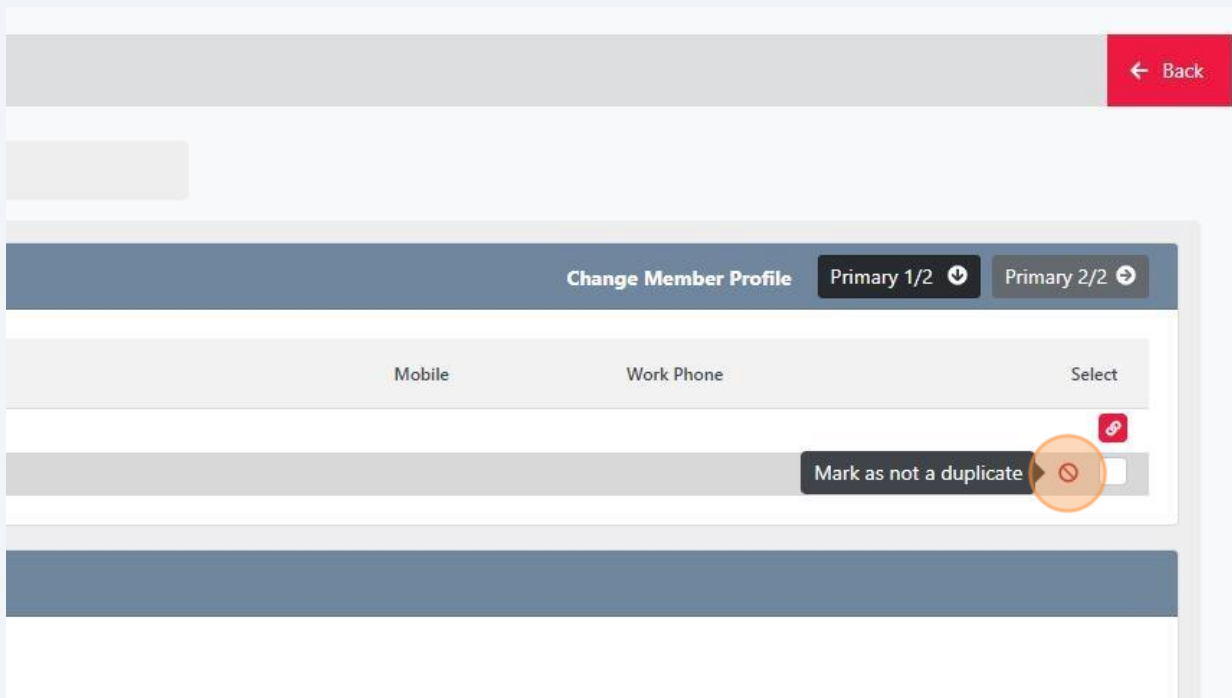 Back
Change Member Profile Primary 1/2 Primary 2/2
Mobile Work Phone Select
Mark as not a duplicate